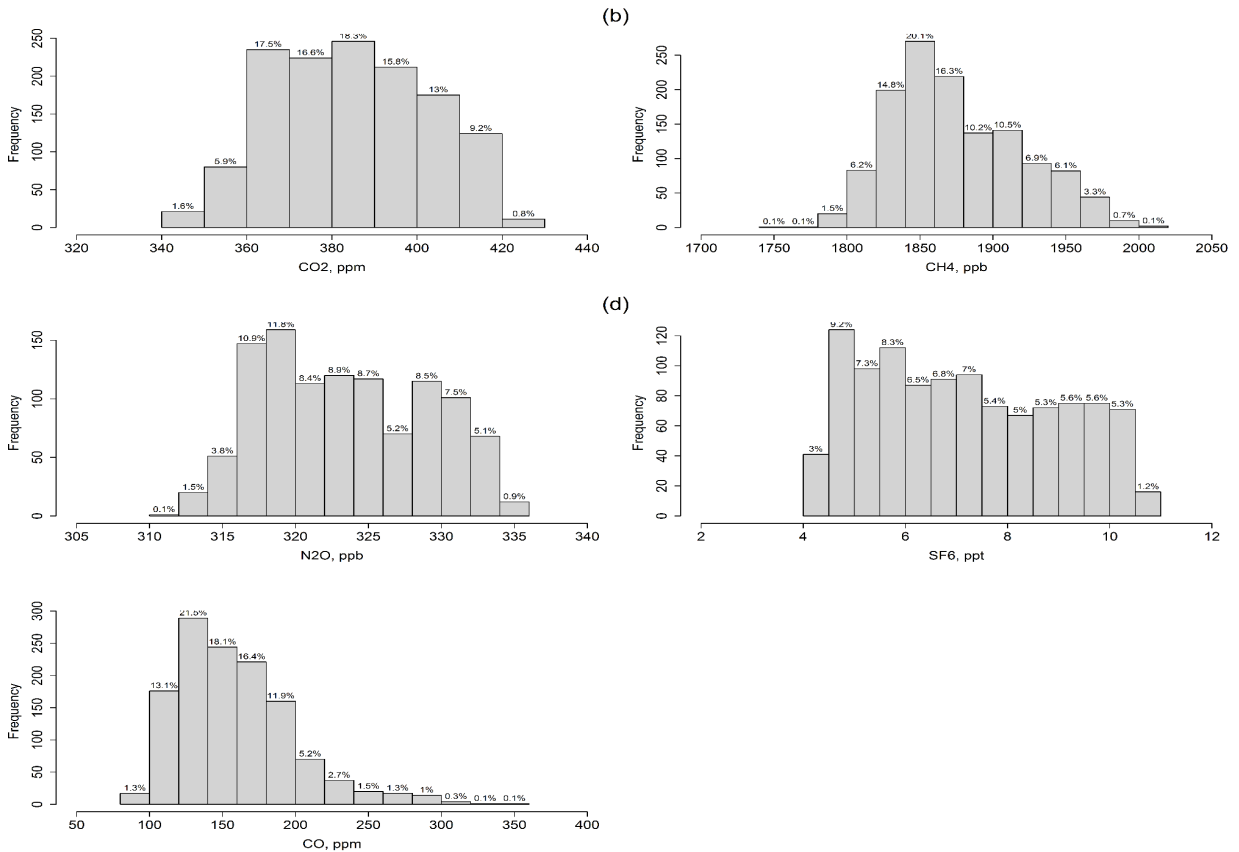 (b)
Frequency
0 50 100 150 200 250
1.6% 5.9% 17.5% 16.6% 18.3% 15.8% 13% 9.2% 0.8%
320 340 360 380 400 420 440
CO2, ppm
Frequency
0 50 100 150 200 250
0.1% 0.1% 1.5% 6.2% 14.8% 20.1% 16.3% 10.2% 10.5% 6.9% 6.1% 3.3% 0.7% 0.1%
1700 1750 1800 1850 1900 1950 2000 2050
CH4, ppb
(d)
Frequency
0 50 100 150
0.1% 1.5% 3.8% 10.9% 11.8% 8.4% 8.9% 8.7% 5.2% 8.5% 7.5% 5.1% 0.9%
305 310 315 320 325 330 335 340
N2O, ppb
Frequency
0 20 40 60 80 100 120
3% 9.2% 7.3% 8.3% 6.5% 6.8% 7% 5.4% 5% 5.3% 5.6% 5.6% 5.3% 1.2%
2 4 6 8 10 12
SF6, ppt
Frequency
0 50 100 150 200 250 300
1.3% 13.1% 21.5% 18.1% 16.4% 11.9% 5.2% 2.7% 1.5% 1.3% 1% 0.3% 0.1% 0.1%
50 100 150 200 250 300 350 400
CO, ppm